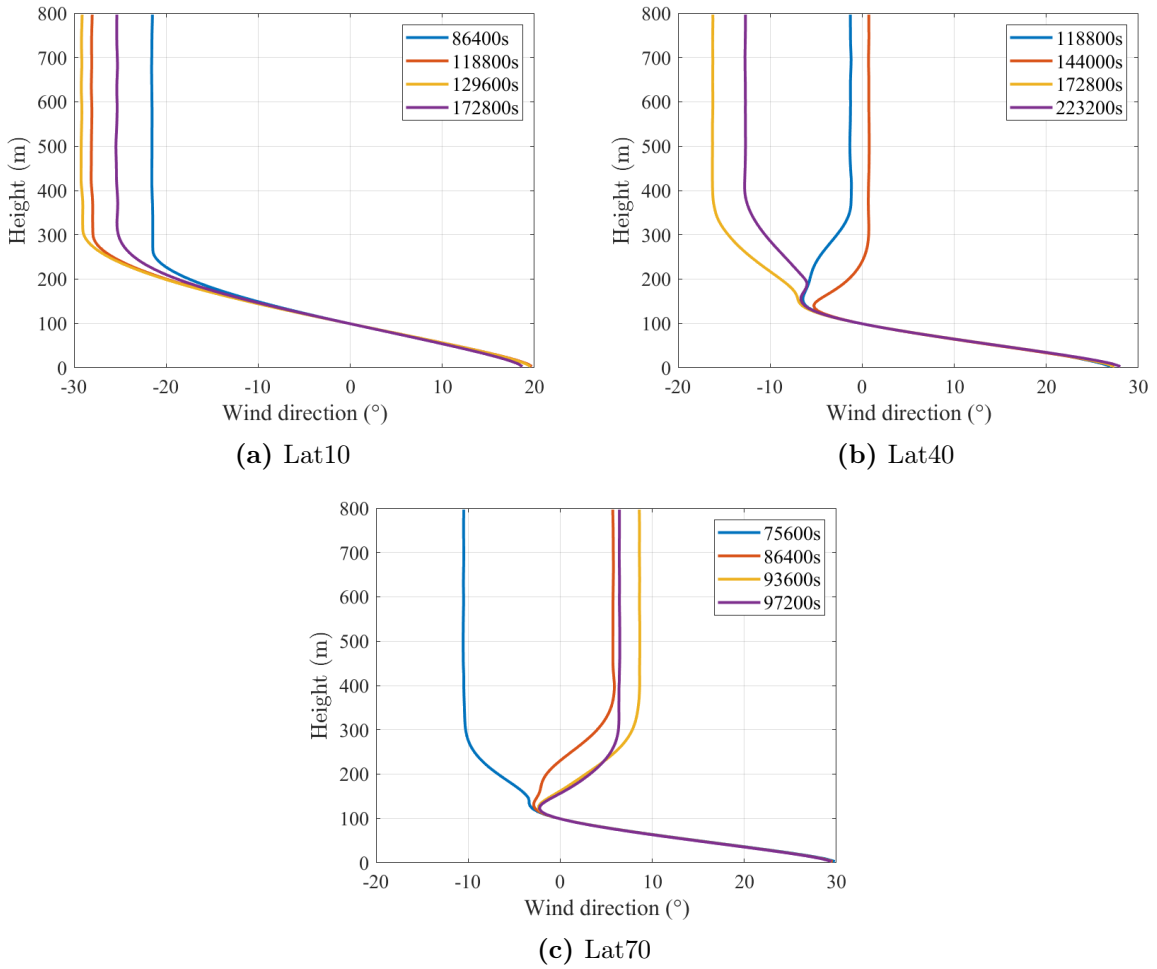 800
700
600
500
400
300
200
100
0
Height (m)
-30
-20
-10
0
10
20
Wind direction (°)
86400s
118800s
129600s
172800s
(a) Lat10
800
700
600
500
400
300
200
100
0
Height (m)
-20
-10
0
10
20
30
Wind direction (°)
118800s
144000s
172800s
223200s
(b) Lat40
800
700
600
500
400
300
200
100
0
Height (m)
-20
-10
0
10
20
30
Wind direction (°)
75600s
86400s
93600s
97200s
(c) Lat70